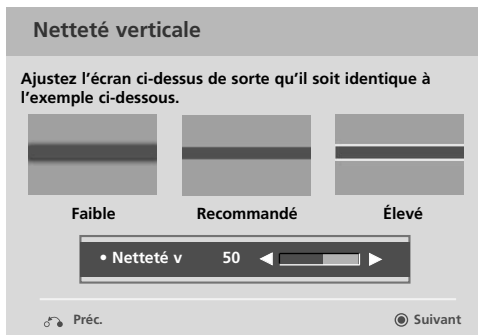 Netteté verticale
Ajustez l'écran ci-dessus de sorte qu'il soit identique à
l'exemple ci-dessous.
Faible Recommandé Élevé
• Netteté v 50
Préc. Suivant